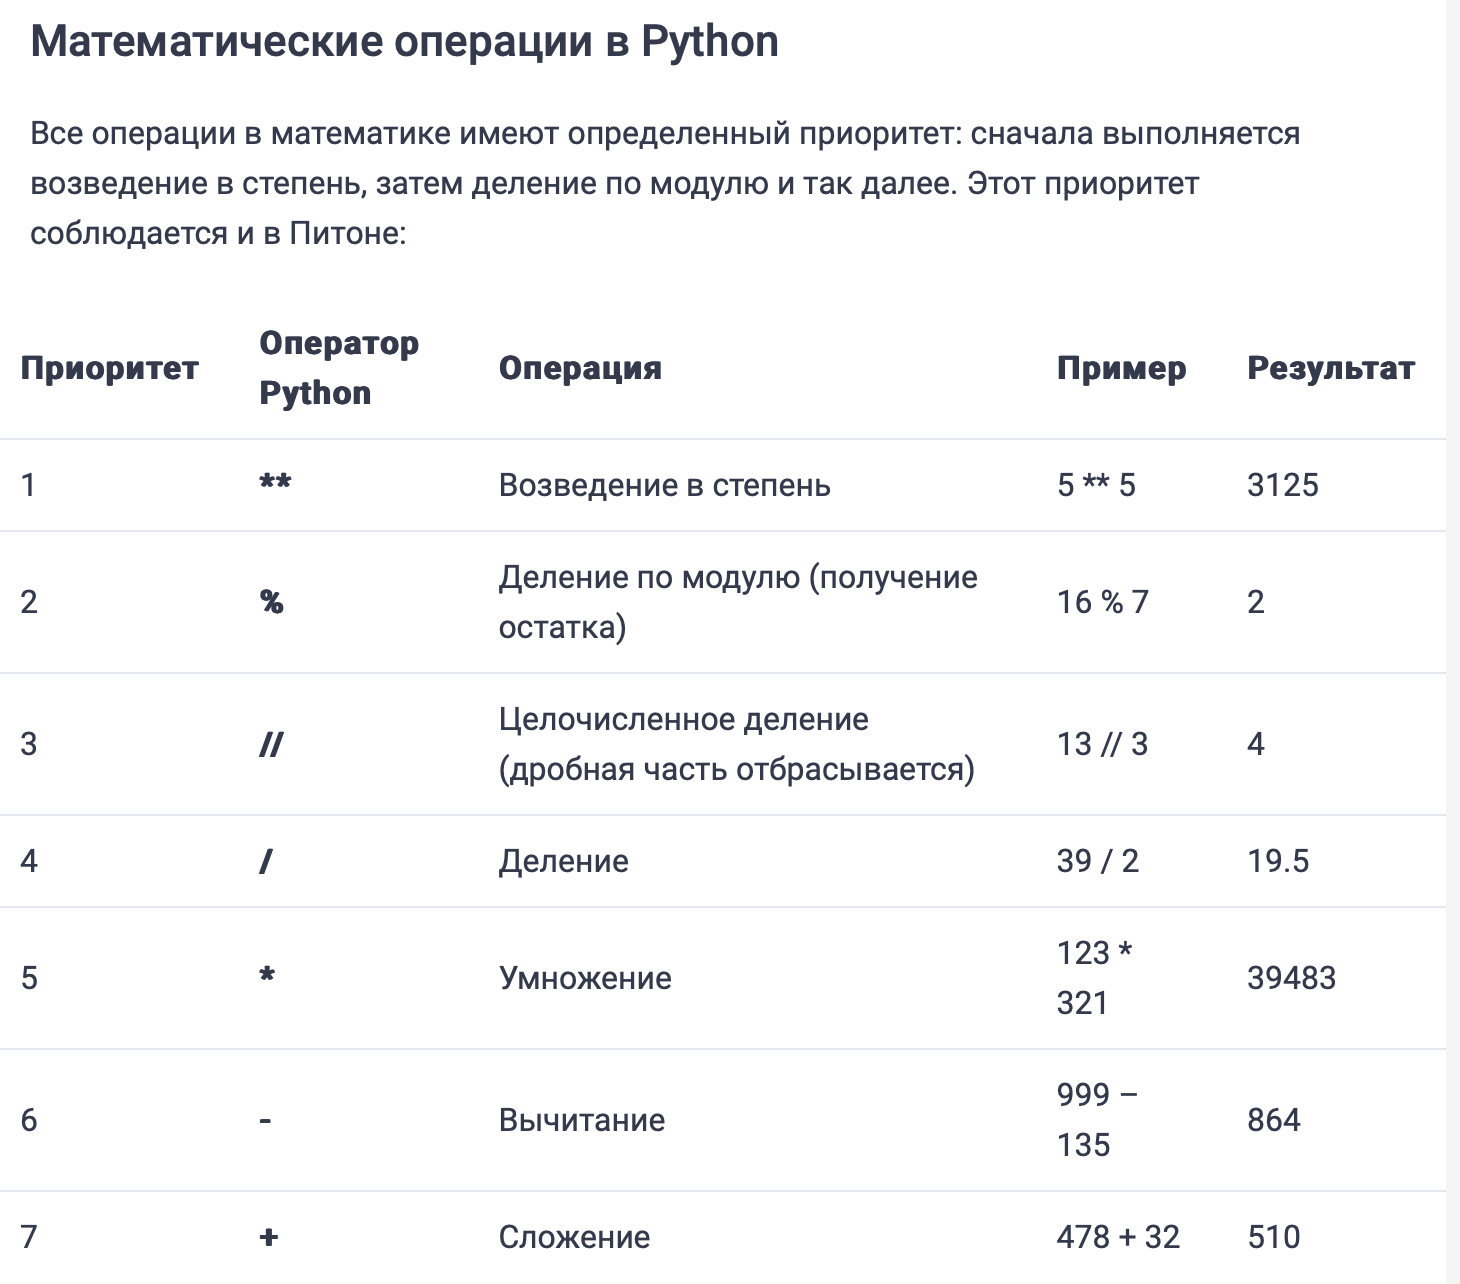 Математические операции в Python
Все операции в математике имеют определенный приоритет: сначала выполняется
возведение в степень, затем деление по модулю и так далее. Этот приоритет
соблюдается и в Питоне:
Приоритет Оператор Python Операция Пример Результат
1 ** Возведение в степень 5 ** 5 3125
2 % Деление по модулю (получение остатка) 16 % 7 2
3 // Целочисленное деление (дробная часть отбрасывается) 13 // 3 4
4 / Деление 39 / 2 19.5
5 * Умножение 123 * 321 39483
6 - Вычитание 999 – 135 864
7 + Сложение 478 + 32 510